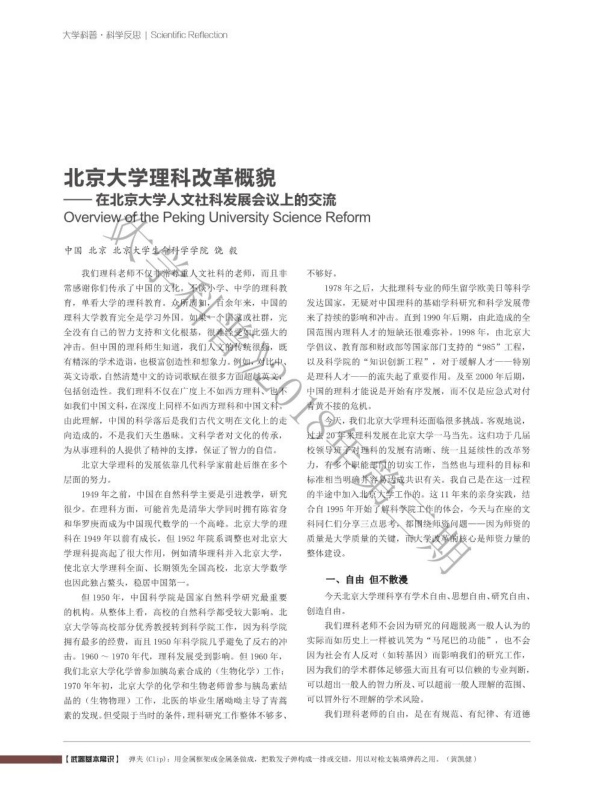 大学科普·科学反思 | Scientific Reflection
北京大学理科改革概貌
—— 在北京大学人文社科发展会议上的交流
Overview of the Peking University Science Reform
中国 北京 北京大学生命科学学院 饶 毅
我们理科老师不仅非常尊重人文社科的老师，而且非
常感谢你们传承了中国的文化。不仅小学、中学的理科教
育，单看大学的理科教育，众所周知，百余年来，中国的
理科大学教育完全是学习外国。如果一个国家或社群，完
全没有自己的智力支持和文化根基，很难经受如此强大的
冲击。但中国的理科师生知道，我们人文的传统很悠，既
有精深的学术造诣，也极富创造性和想象力。例如，对比中、
英文诗歌，自然清楚中文的诗词歌赋在很多方面超越英文，
包括创造性。我们理科不仅在广度上不如西方理科、也不
如我们中国文科，在深度上同样不如西方理科和中国文科。
由此理解，中国的科学落后是我们古代文明在文化上的走
向造成的，不是我们天生愚昧。文科学者对文化的传承，
为从事理科的人提供了精神的支撑，保证了智力的自信。
北京大学理科的发展依靠几代科学家前赴后继在多个
层面的努力。
1949 年之前，中国在自然科学主要是引进教学，研究
很少。在理科方面，可能首先是清华大学同时拥有陈省身
和华罗庚而成为中国现代数学的一个高峰。北京大学的理
科在 1949 年以前有成长，但 1952 年院系调整也对北京大
学理科提高起了很大作用，例如清华理科并入北京大学，
使北京大学理科全面、长期领先全国高校，北京大学数学
也因此独占鳌头，稳居中国第一。
但 1950 年，中国科学院是国家自然科学研究最重要
的机构。从整体上看，高校的自然科学都受较大影响。北
京大学等高校部分优秀教授转到科学院工作，因为科学院
拥有最多的经费，而且 1950 年科学院几乎避免了反右的冲
击。1960 ～ 1970 年代，理科发展受到影响。但 1960 年，
我们北京大学化学曾参加胰岛素合成的（生物化学）工作；
1970 年年初，北京大学的化学和生物老师曾参与胰岛素结
晶的（生物物理）工作，北医的毕业生屠呦呦主导了青蒿
素的发现。但受限于当时的条件，理科研究工作整体不够多、
不够好。
1978 年之后，大批理科专业的师生留学欧美日等科学
发达国家。无疑对中国科的基础学科研究和科学发展带
来了持续的影响和冲击。直到 1990 年后期，由此造成的全
国范围内理科人才的短缺还很难弥补。1998 年，由北京大
学倡议、教育部和财政部等国家部门支持的“985”工程，
以及科学院的“知识创新工程”，对于缓解人才——特别
是理科人才——的流失起了重要作用。及至 2000 年后期，
中国的理科才能说是开始有序发展，而不仅是应急式对付
青黄不接的危机。
今天，我们北京大学理科还面临很多挑战。客观地说，
过去 20 年来理科发展在北京大学一马当先。这归功于几届
校领导班子对理科的发展有清晰、统一且延续性的改革努
力，有多个职能部门的切实工作，当然也与理科的目标和
标准相当明确并容易达成共识有关。我自己是在这一过程
的半途中加入北京大学工作的。这 11 年来的亲身实践，结
合自 1995 年开始了解科学院工作的体会，今天与在座的文
科同仁们分享三点思考，都围绕师资问题——因为师资的
质量是大学质量的关键，而大学改革的核心是师资力量的
整体建设。
一、自由 但不散漫
今天北京大学理科享有学术自由、思想自由、研究自由、
创造自由。
我们理科老师不会因为研究的问题脱离一般人认为的
实际而如历史上一样被讥笑为“马尾巴的功能”，也不会
因为社会有人反对（如转基因）而影响我们的研究工作，
因为我们的学术群体足够强大而且有可以信赖的专业判断，
可以超出一般人的智力所及、可以超前一般人理解的范围、
可以冒外行不理解的学术风险。
我们理科老师的自由，是在有规范、有纪律、有道德
大学科普2018年第二期
【武器基本常识】 弹夹 (Clip)：用金属框架或金属条做成，把数发子弹构成一排或交错，用以对枪支装填弹药之用。（黄凯健）